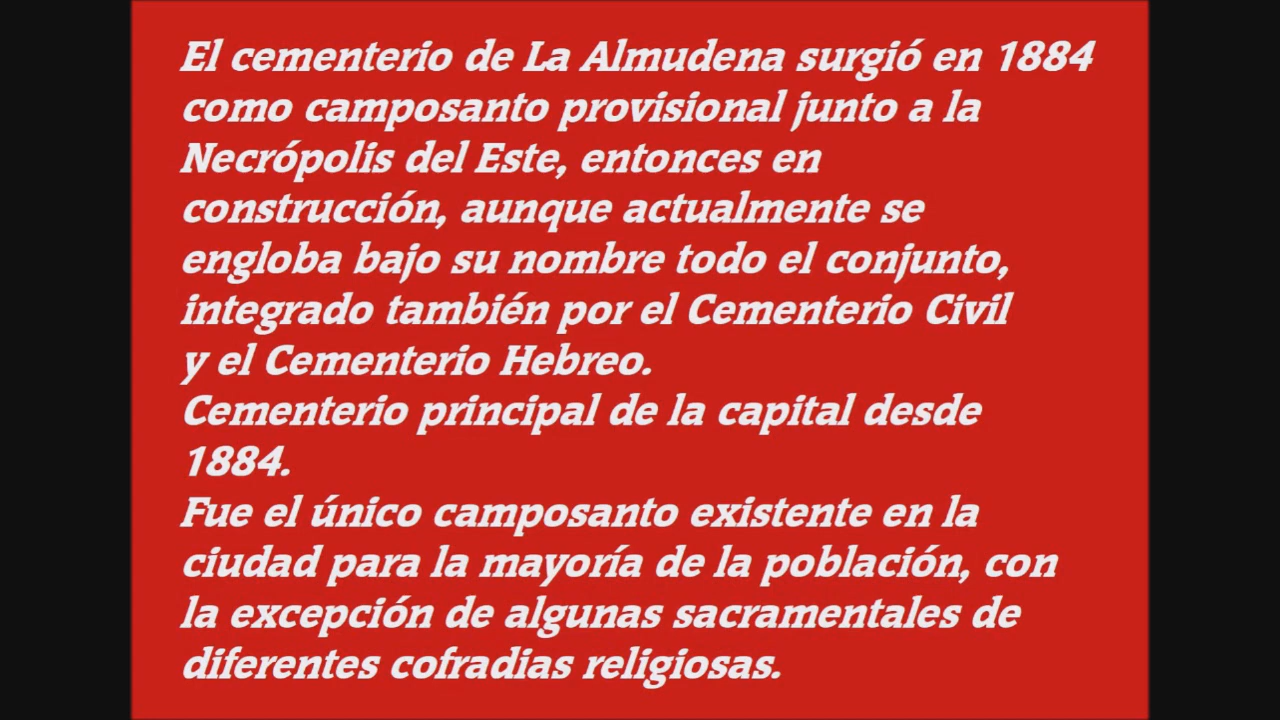 El cementerio de La Almudena surgió en 1884
como camposanto provisional junto a la
Necrópolis del Este, entonces en
construcción, aunque actualmente se
engloba bajo su nombre todo el conjunto,
integrado también por el Cementerio Civil
y el Cementerio Hebreo.
Cementerio principal de la capital desde
1884.
Fue el único camposanto existente en la
ciudad para la mayoría de la población, con
la excepción de algunas sacramentales de
diferentes cofradias religiosas.